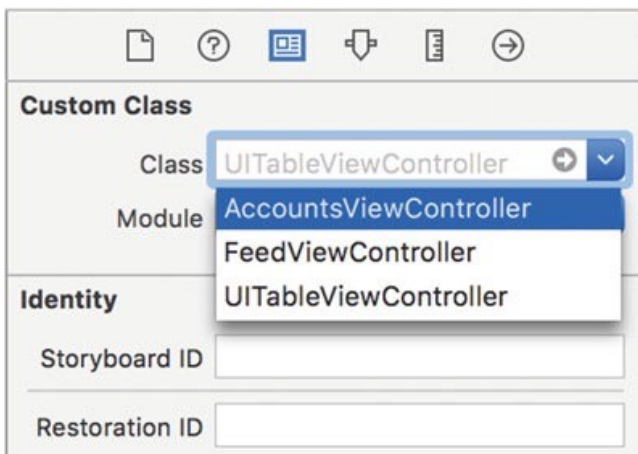 Custom Class
Class UITableViewController
Module AccountsViewController
FeedViewController
UITableViewController
Identity
Storyboard ID
Restoration ID